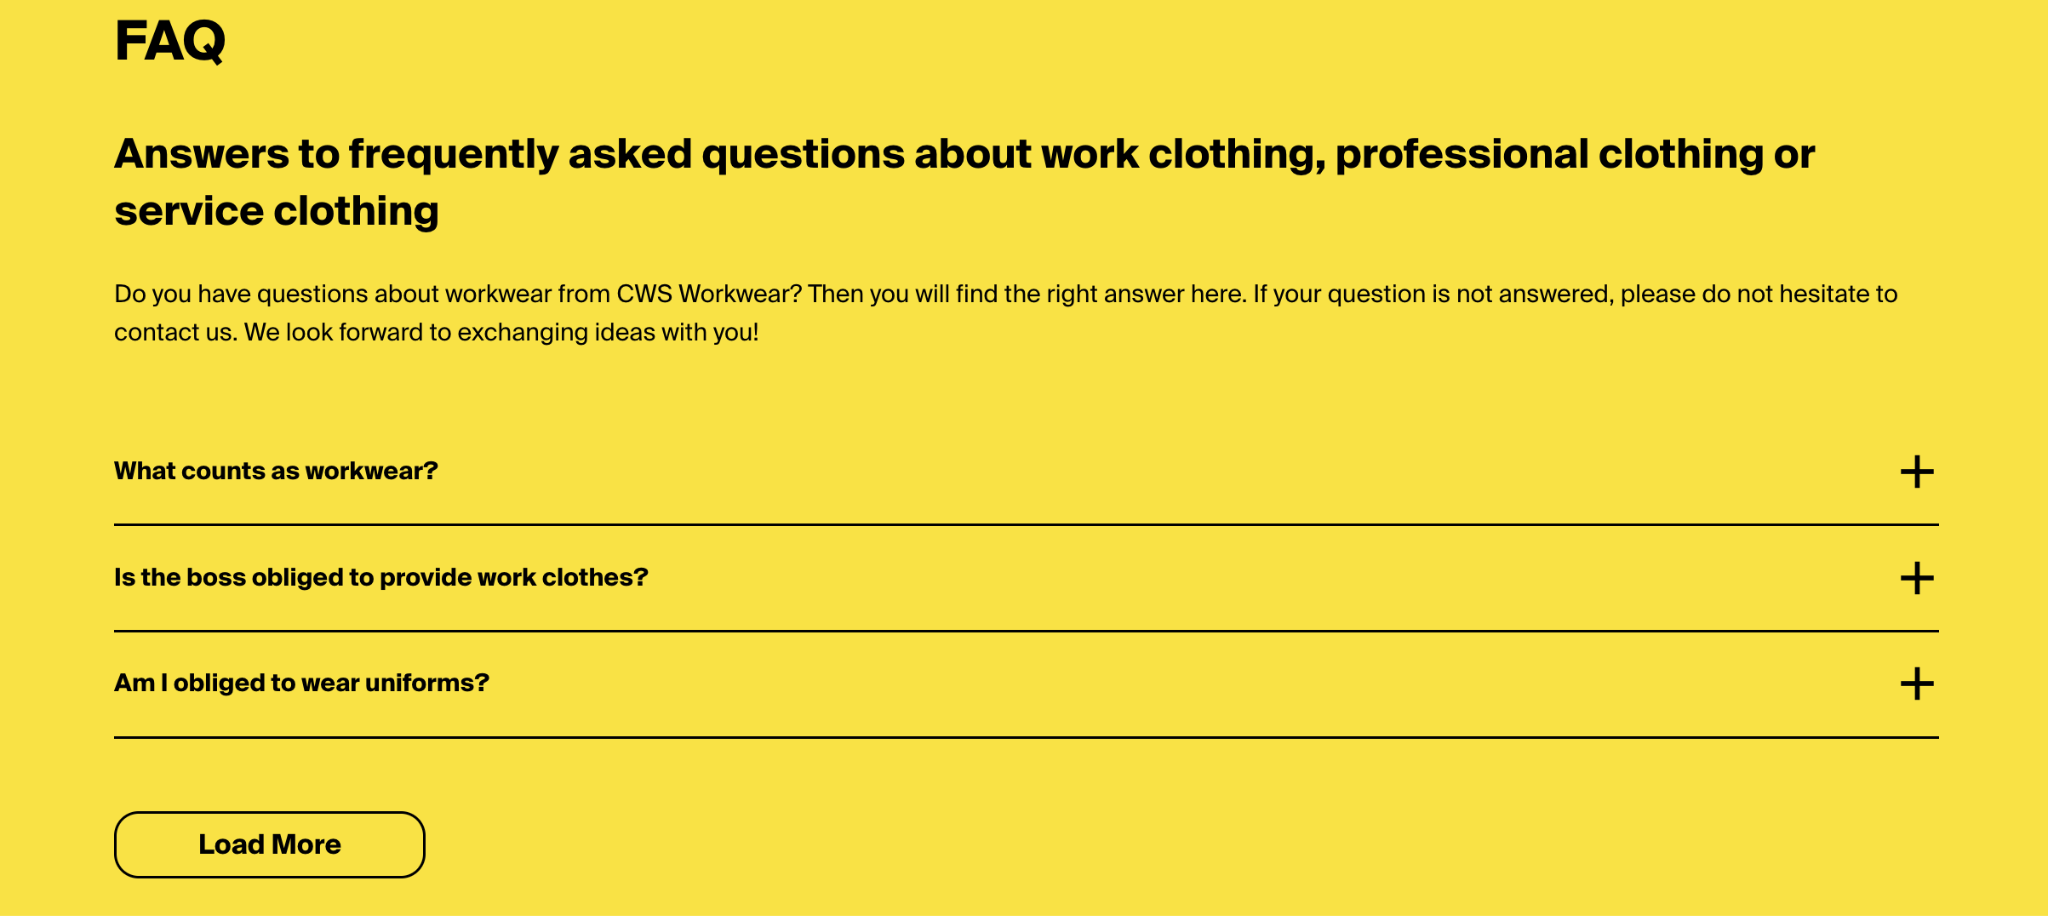 FAQ
Answers to frequently asked questions about work clothing, professional clothing or
service clothing
Do you have questions about workwear from CWS Workwear? Then you will find the right answer here. If your question is not answered, please do not hesitate to
contact us. We look forward to exchanging ideas with you!
What counts as workwear?
Is the boss obliged to provide work clothes?
Am I obliged to wear uniforms?
Load More